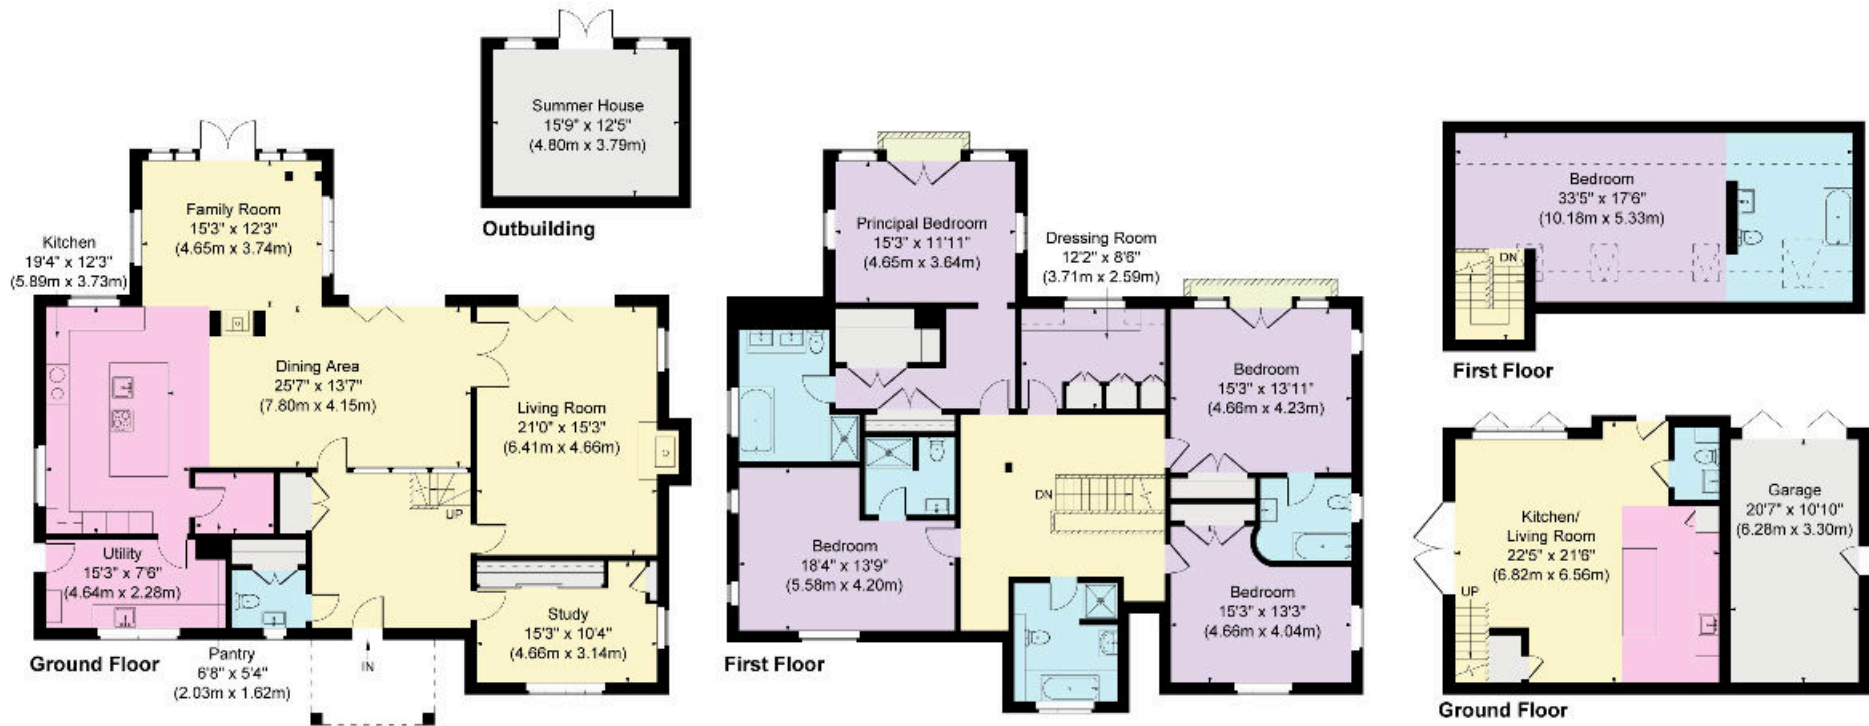 Summer House
15'9" x 12'5"
(4.80m x 3.79m)
Outbuilding
Family Room
15'3" x 12'3"
(4.65m x 3.74m)
Kitchen
19'4" x 12'3"
(5.89m x 3.73m)
Dining Area
25'7" x 13'7"
(7.80m x 4.15m)
Living Room
21'0" x 15'3"
(6.41m x 4.66m)
UP
Utility
15'3" x 7'6"
(4.64m x 2.28m)
Study
15'3" x 10'4"
(4.66m x 3.14m)
Pantry
6'8" x 5'4"
(2.03m x 1.62m)
IN
Ground Floor
Principal Bedroom
15'3" x 11'11"
(4.65m x 3.64m)
Dressing Room
12'2" x 8'6"
(3.71m x 2.59m)
Bedroom
15'3" x 13'11"
(4.66m x 4.23m)
DN
Bedroom
18'4" x 13'9"
(5.58m x 4.20m)
Bedroom
15'3" x 13'3"
(4.66m x 4.04m)
First Floor
Bedroom
33'5" x 17'6"
(10.18m x 5.33m)
DN
First Floor
Kitchen/
Living Room
22'5" x 21'6"
(6.82m x 6.56m)
UP
Garage
20'7" x 10'10"
(6.28m x 3.30m)
Ground Floor